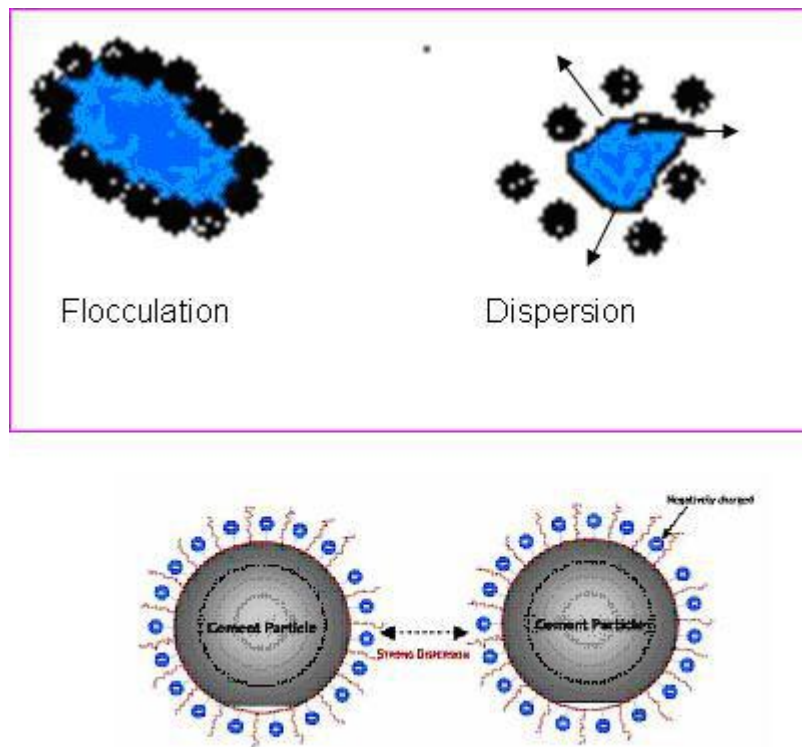 Flocculation
Dispersion
Negatively charged
Cement Particle
Cement Particle
STRONG DISPERSION